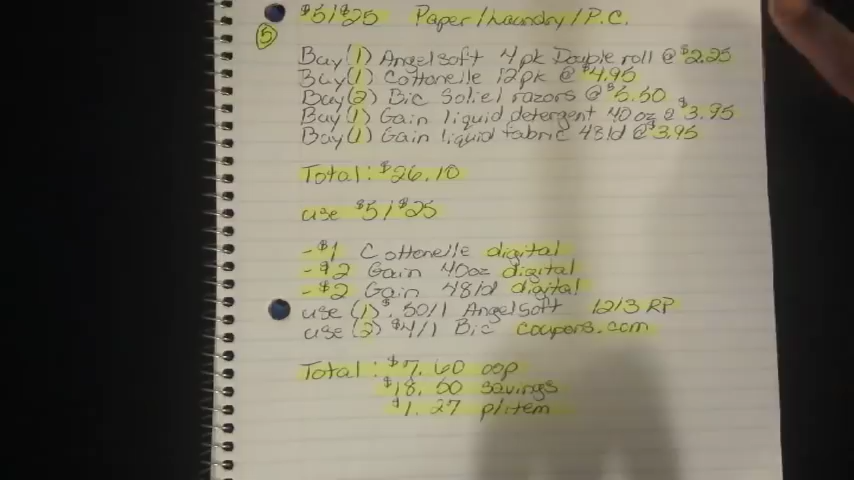 $5/$25 Paper/Laundry/P.C.
5
Buy (1) Angelsoft 4pk Double roll @ $2.25
Buy (1) Cottonelle 12pk @ $4.95
Buy (2) Bic Soliel razors @ $5.50
Buy (1) Gain liquid detergent 40oz @ $3.95
Buy (1) Gain liquid fabric 48ld @ $3.95
Total: $26.10
use $5/$25
-$1 Cottonelle digital
-$2 Gain 40oz digital
-$2 Gain 48ld digital
use (1) $.50/1 Angelsoft 12/3 RP
use (2) $4/1 Bic coupons.com
Total: $7.60 oop
$18.50 savings
$1.27 p/item